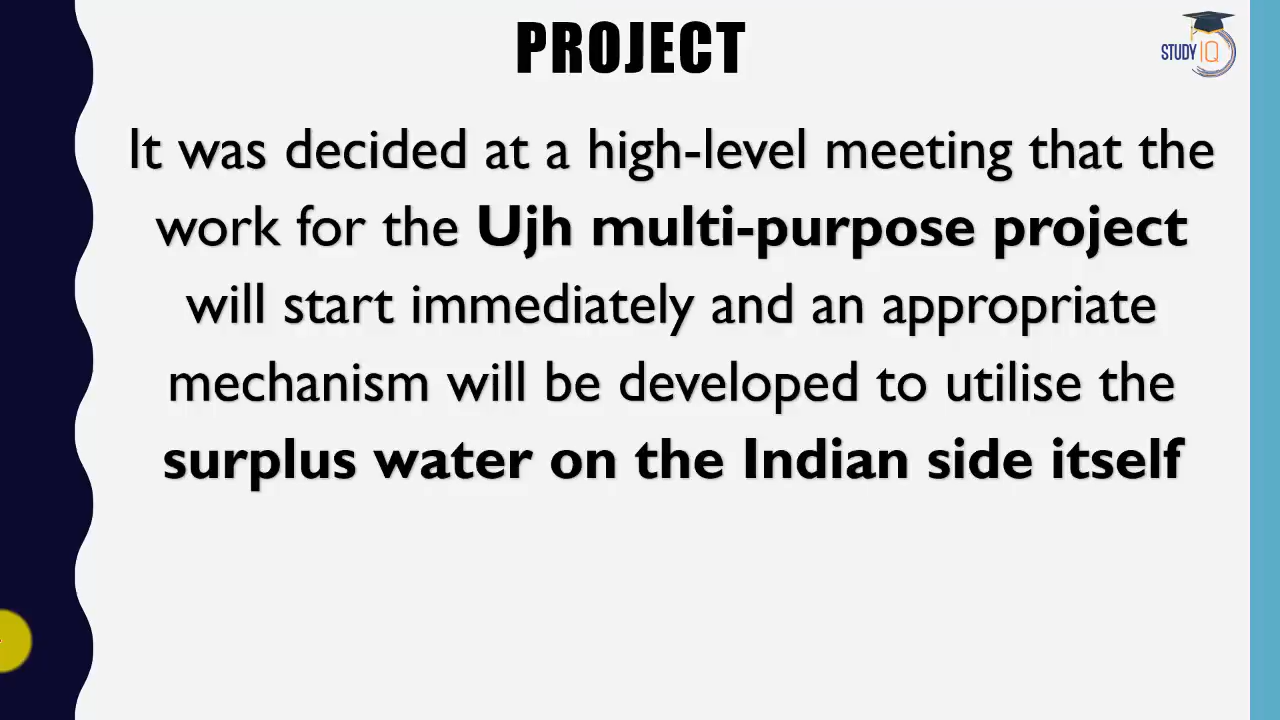 PROJECT
STUDY IQ
It was decided at a high-level meeting that the
work for the Ujh multi-purpose project
will start immediately and an appropriate
mechanism will be developed to utilise the
surplus water on the Indian side itself